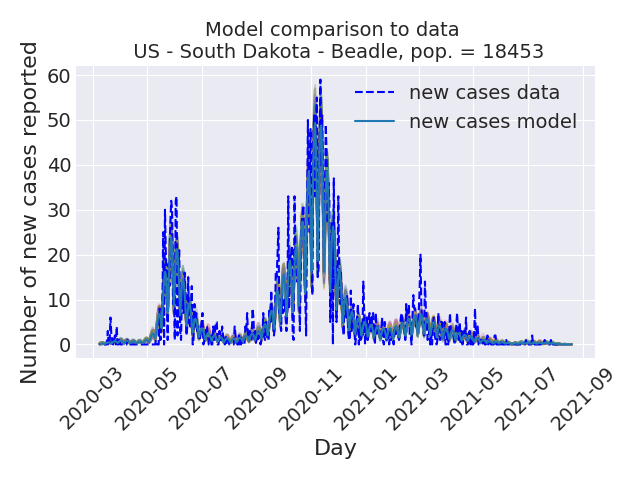 Model comparison to data
US - South Dakota - Beadle, pop. = 18453
Number of new cases reported
60
50
40
30
20
10
0
new cases data
new cases model
2020-03
2020-05
2020-07
2020-09
2020-11
2021-01
2021-03
2021-05
2021-07
2021-09
Day